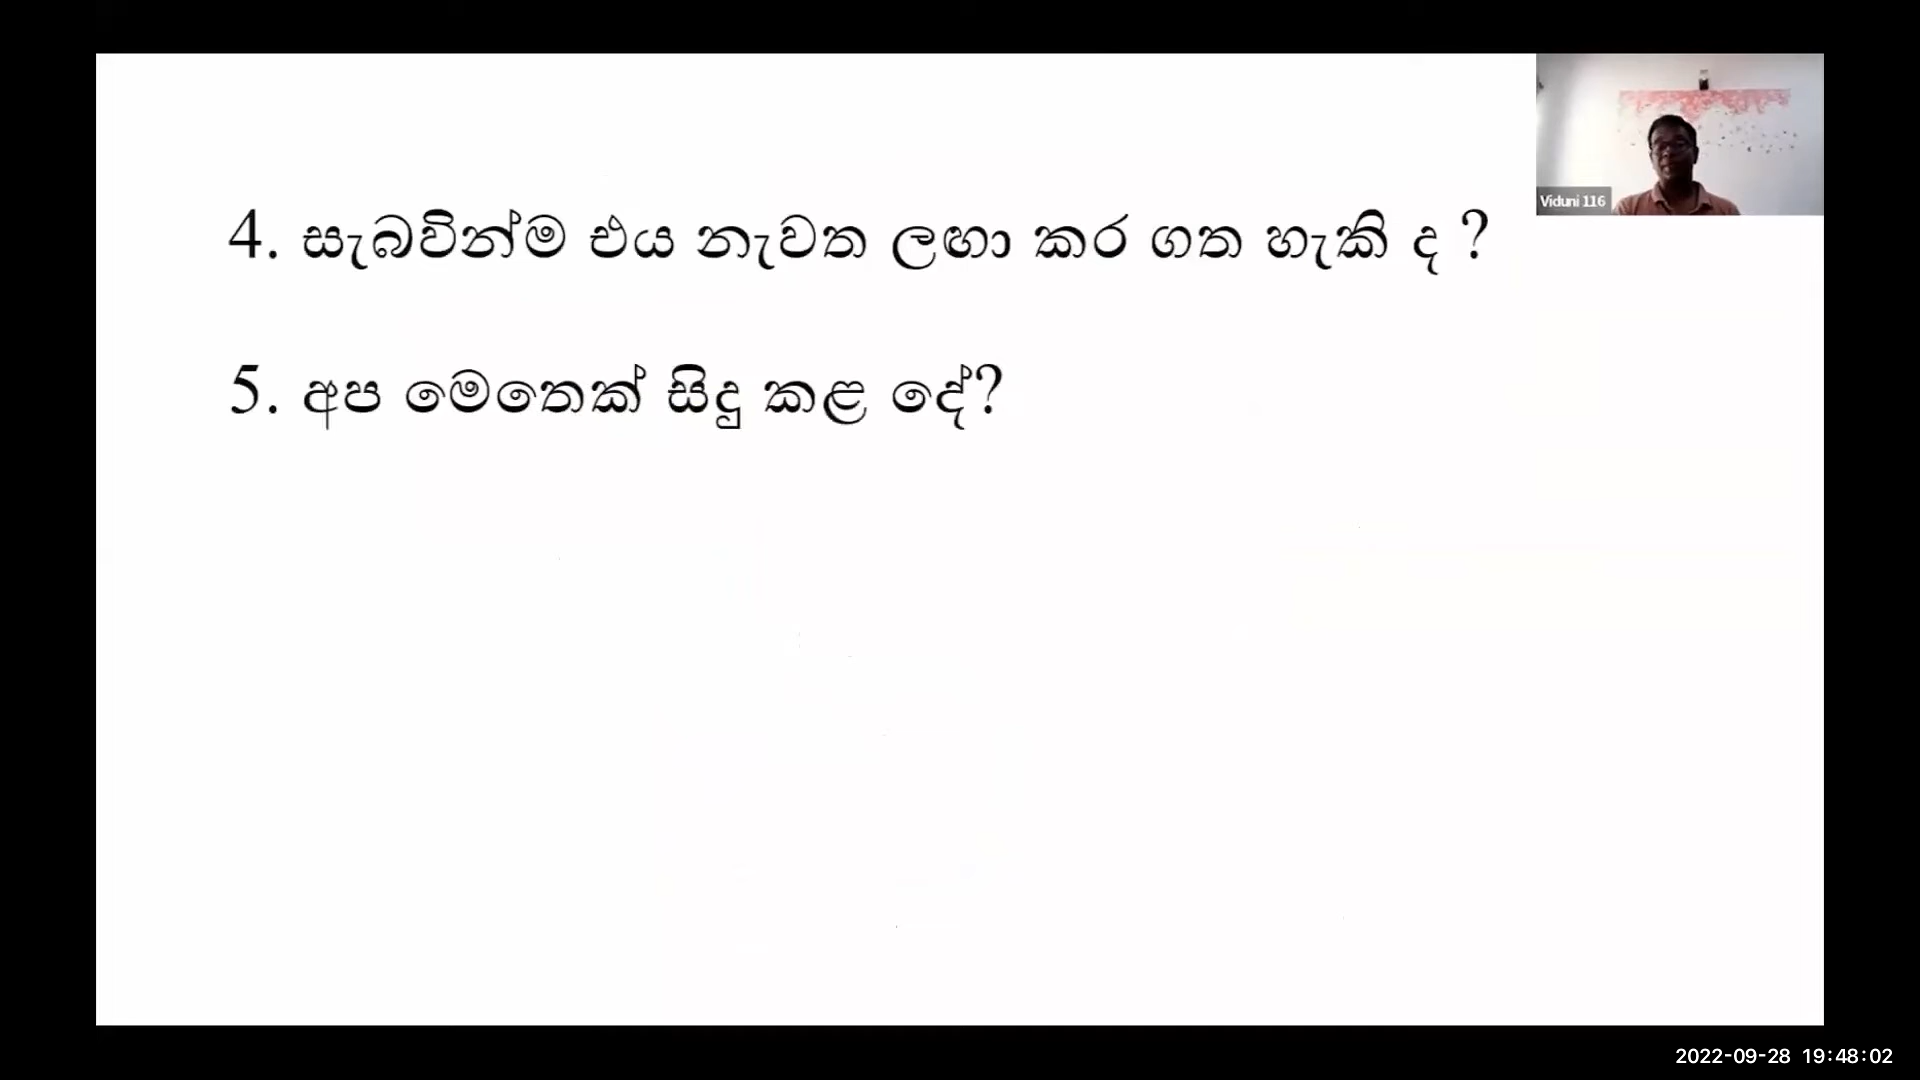 Viduni 116
4. සැබවින්ම එය නැවත ලඟා කර ගත හැකි ද ?
5. අප මෙතෙක් සිදු කළ දේ?
2022-09-28 19:48:02